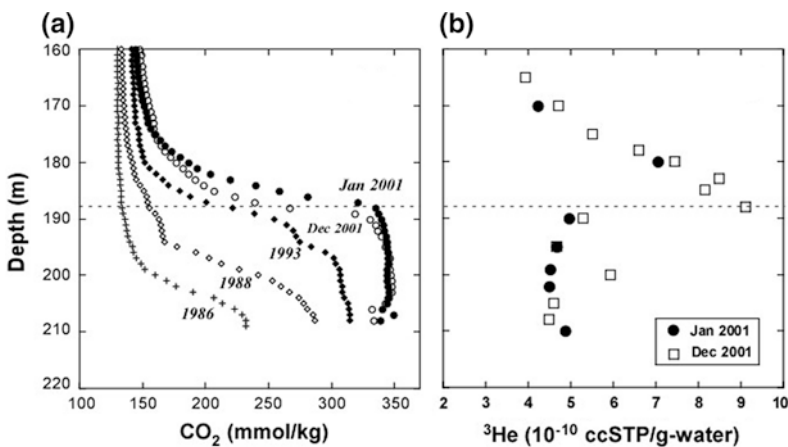 (a)
(b)
160
170
180
190
200
210
220
Depth (m)
Jan 2001
Dec 2001
1993
1988
1986
100 150 200 250 300 350
CO2 (mmol/kg)
Jan 2001
Dec 2001
2 3 4 5 6 7 8 9 10
³He (10⁻¹⁰ ccSTP/g-water)